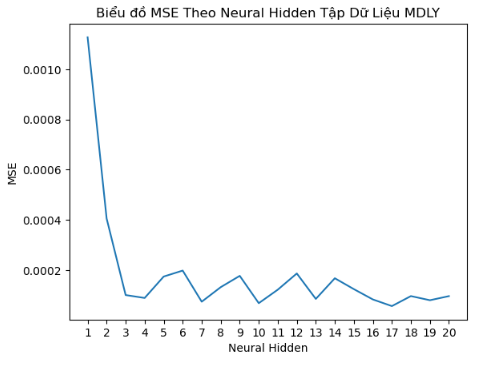 Biểu đồ MSE Theo Neural Hidden Tập Dữ Liệu MDLY
0.0010
0.0008
0.0006
0.0004
0.0002
MSE
1 2 3 4 5 6 7 8 9 10 11 12 13 14 15 16 17 18 19 20
Neural Hidden